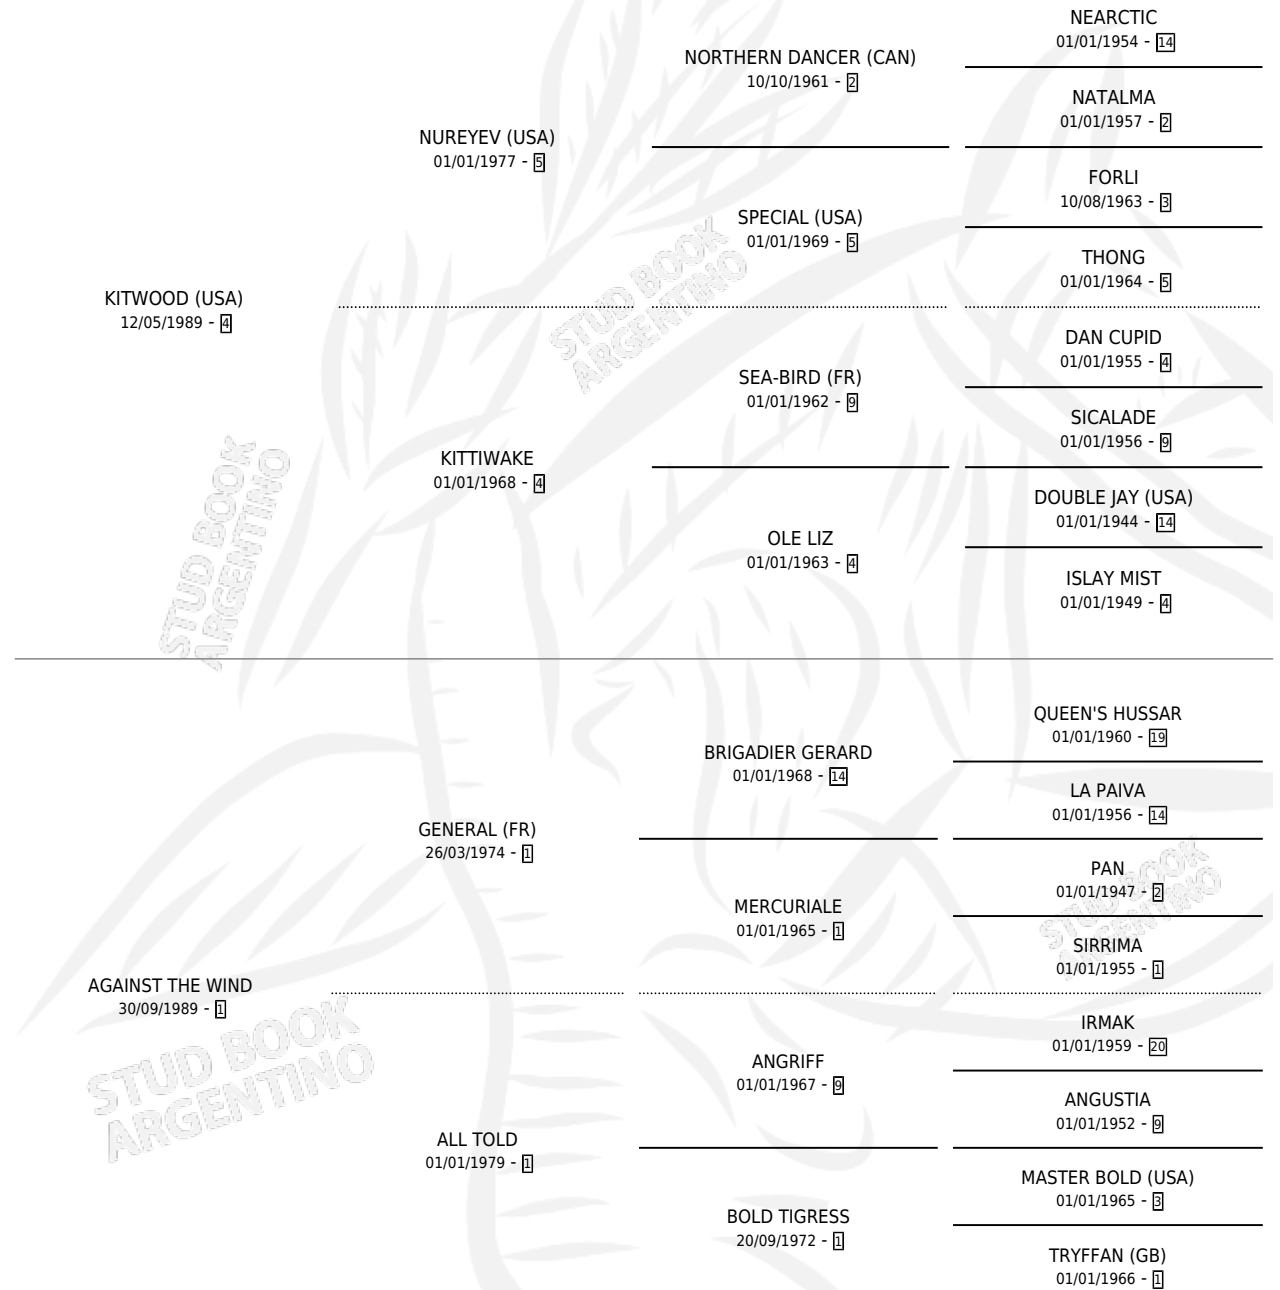 NEARCTIC
01/01/1954 - 14
NORTHERN DANCER (CAN)
10/10/1961 - 2
NATALMA
01/01/1957 - 2
NUREYEV (USA)
01/01/1977 - 5
FORLI
10/08/1963 - 3
SPECIAL (USA)
01/01/1969 - 5
THONG
01/01/1964 - 5
KITWOOD (USA)
12/05/1989 - 4
STUD BOOK
ARGENTINO
DAN CUPID
01/01/1955 - 4
SEA-BIRD (FR)
01/01/1962 - 9
SICALADE
01/01/1956 - 9
KITTIWAKE
01/01/1968 - 4
DOUBLE JAY (USA)
01/01/1944 - 14
OLE LIZ
01/01/1963 - 4
ISLAY MIST
01/01/1949 - 4
STUD BOOK
ARGENTINO
QUEEN'S HUSSAR
01/01/1960 - 19
BRIGADIER GERARD
01/01/1968 - 14
LA PAIVA
01/01/1956 - 14
GENERAL (FR)
26/03/1974 - 1
PAN
01/01/1947 - 2
MERCURIALE
01/01/1965 - 1
SIRRIMA
01/01/1955 - 1
STUD BOOK
ARGENTINO
AGAINST THE WIND
30/09/1989 - 1
IRMAK
01/01/1959 - 20
ANGRIFF
01/01/1967 - 9
ANGUSTIA
01/01/1952 - 9
STUD BOOK
ARGENTINO
ALL TOLD
01/01/1979 - 1
MASTER BOLD (USA)
01/01/1965 - 3
BOLD TIGRESS
20/09/1972 - 1
TRYFFAN (GB)
01/01/1966 - 1